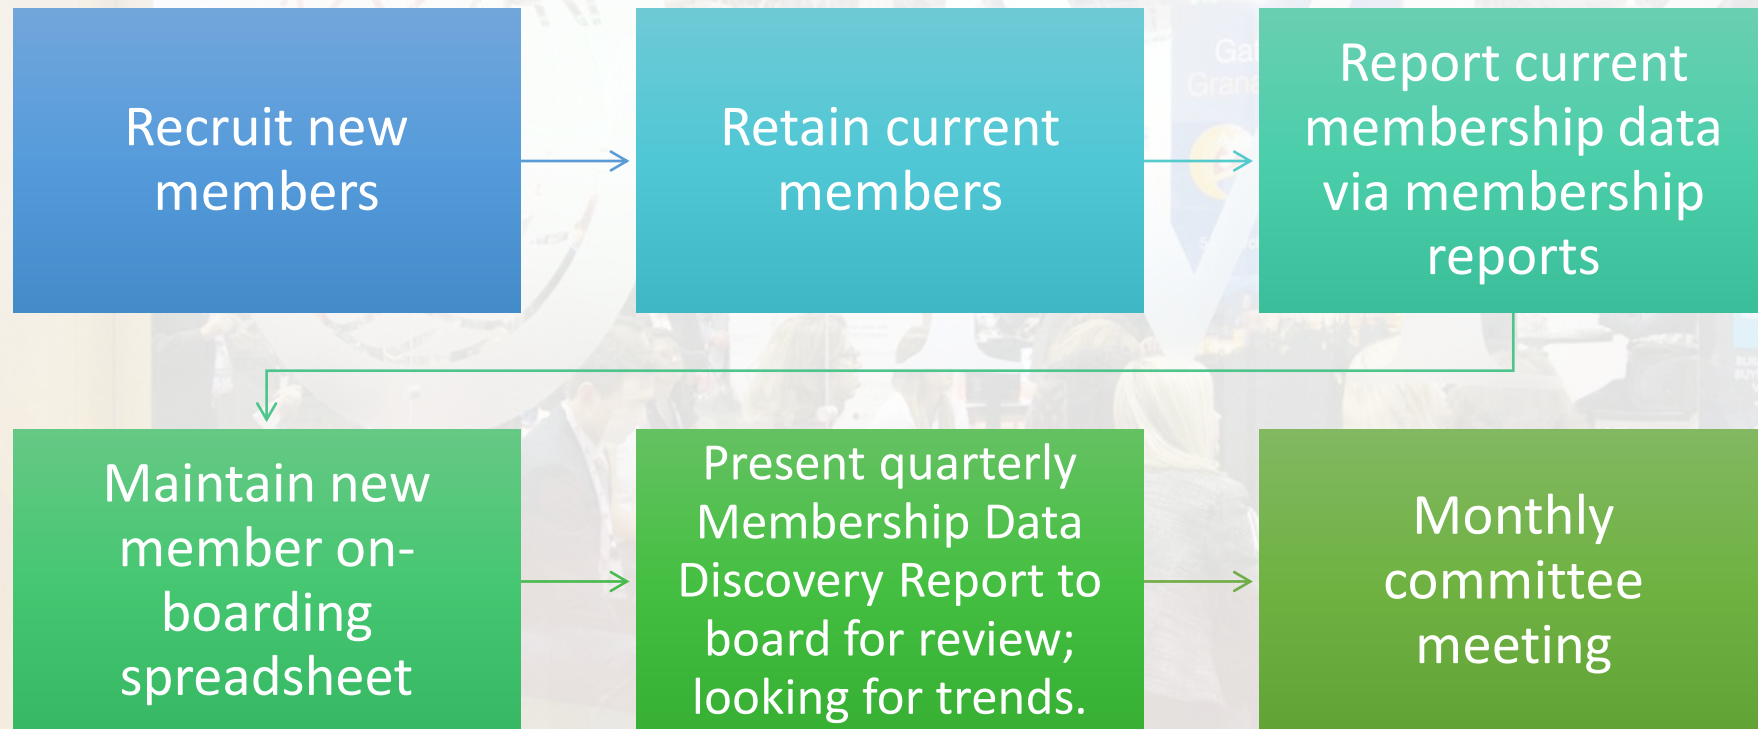 Recruit new
members
Retain current
members
Report current
membership data
via membership
reports
Maintain new
member on-
boarding
spreadsheet
Present quarterly
Membership Data
Discovery Report to
board for review;
looking for trends.
Monthly
committee
meeting